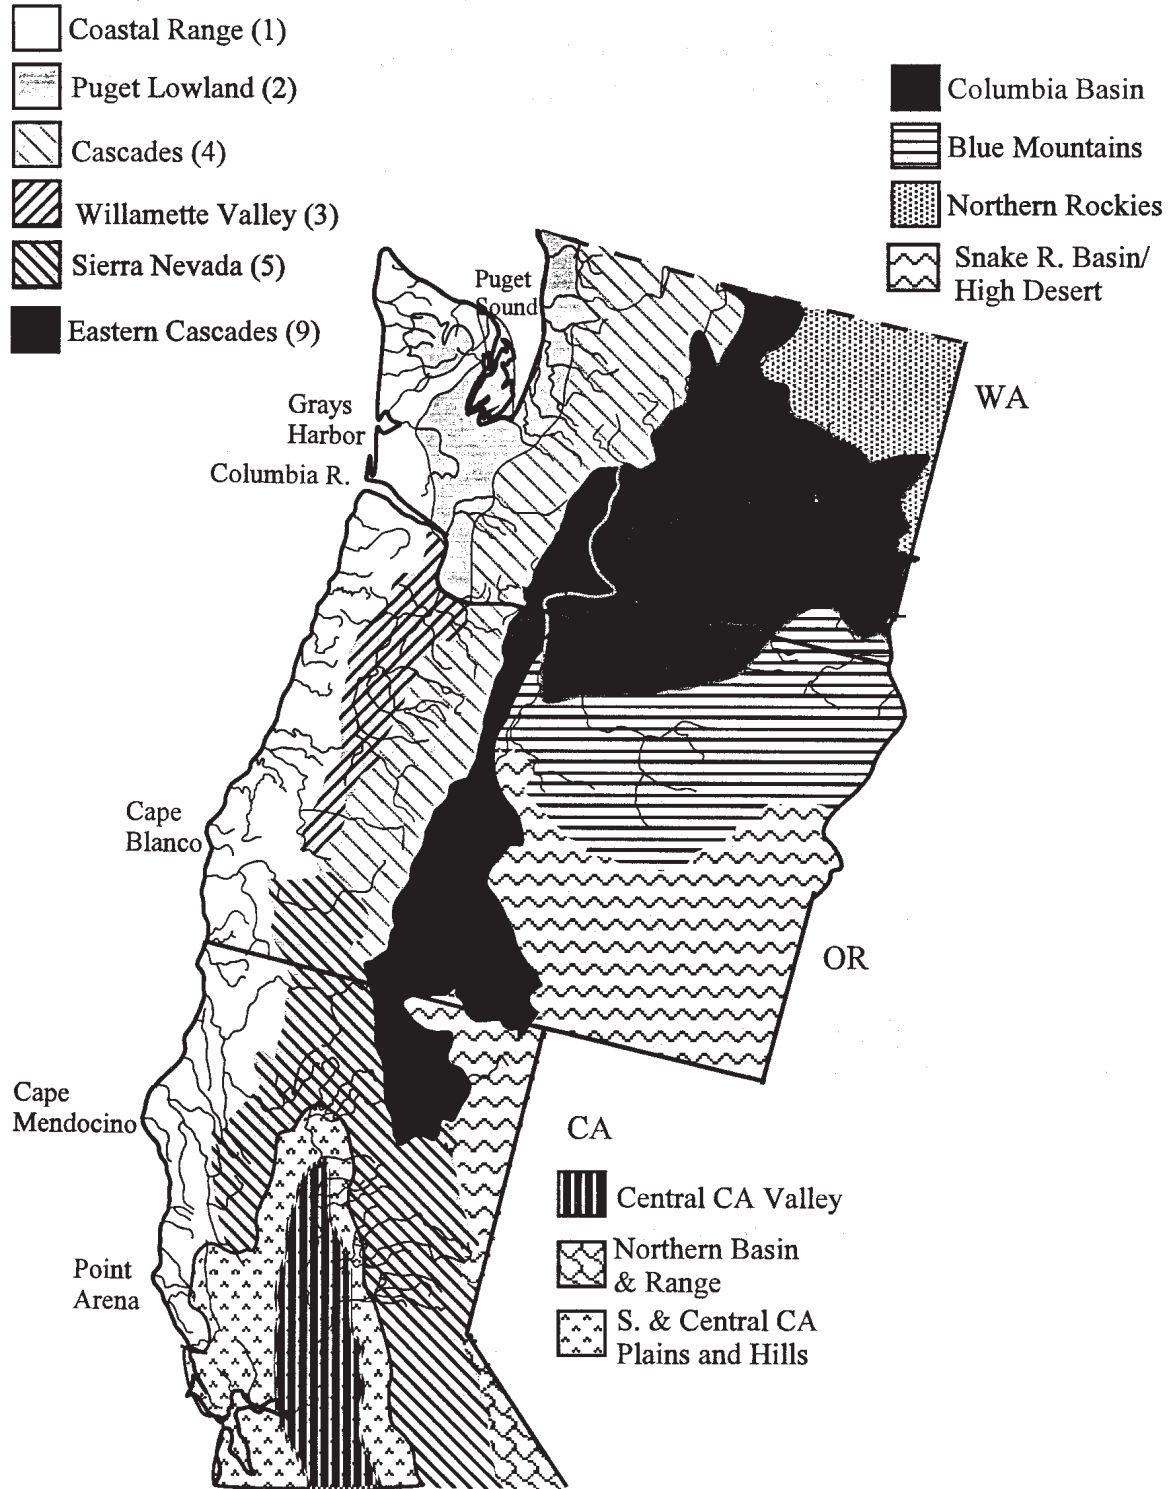 Coastal Range (1)
Puget Lowland (2)
Cascades (4)
Willamette Valley (3)
Sierra Nevada (5)
Eastern Cascades (9)
Columbia Basin
Blue Mountains
Northern Rockies
Snake R. Basin/
High Desert
Puget
Sound
WA
Grays
Harbor
Columbia R.
Cape
Blanco
OR
Cape
Mendocino
CA
Central CA Valley
Northern Basin
& Range
S. & Central CA
Plains and Hills
Point
Arena